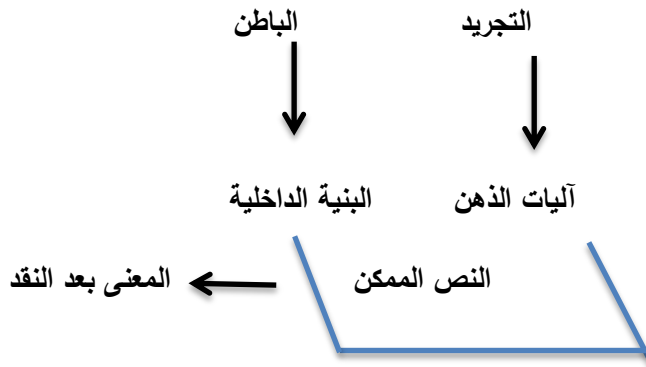 التجريد الباطن
آليات الذهن البنية الداخلية
النص الممكن المعنى بعد النقد